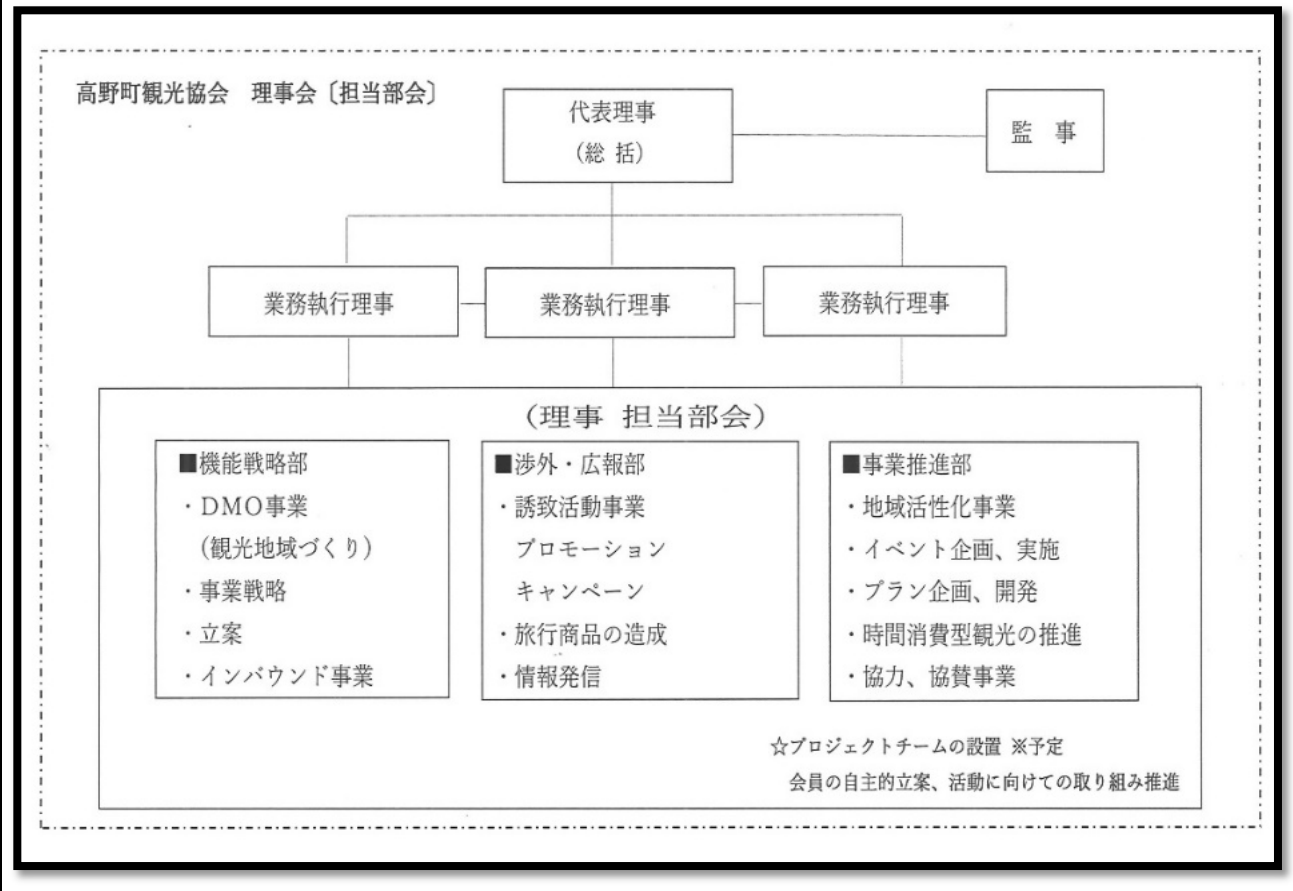 高野町観光協会　理事会〔担当部会〕
代表理事
(総 括)
監　事
業務執行理事
業務執行理事
業務執行理事
(理事 担当部会)
■機能戦略部
・DMO事業
(観光地域づくり)
・事業戦略
・立案
・インバウンド事業
■渉外・広報部
・誘致活動事業
プロモーション
キャンペーン
・旅行商品の造成
・情報発信
■事業推進部
・地域活性化事業
・イベント企画、実施
・プラン企画、開発
・時間消費型観光の推進
・協力、協賛事業
☆プロジェクトチームの設置 ※予定
会員の自主的立案、活動に向けての取り組み推進